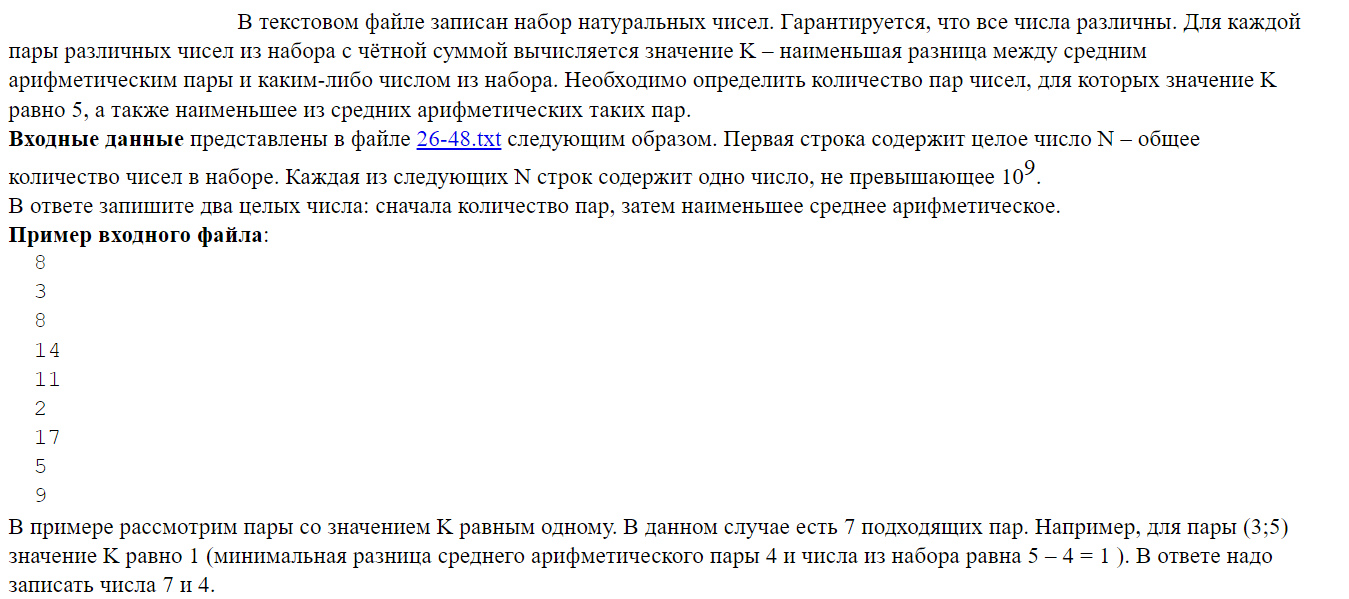 В текстовом файле записан набор натуральных чисел. Гарантируется, что все числа различны. Для каждой
пары различных чисел из набора с чётной суммой вычисляется значение K – наименьшая разница между средним
арифметическим пары и каким-либо числом из набора. Необходимо определить количество пар чисел, для которых значение K
равно 5, а также наименьшее из средних арифметических таких пар.
Входные данные представлены в файле 26-48.txt следующим образом. Первая строка содержит целое число N – общее
количество чисел в наборе. Каждая из следующих N строк содержит одно число, не превышающее 10⁹.
В ответе запишите два целых числа: сначала количество пар, затем наименьшее среднее арифметическое.
Пример входного файла:
8
3
8
14
11
2
17
5
9
В примере рассмотрим пары со значением K равным одному. В данном случае есть 7 подходящих пар. Например, для пары (3;5)
значение K равно 1 (минимальная разница среднего арифметического пары 4 и числа из набора равна 5 – 4 = 1 ). В ответе надо
записать числа 7 и 4.